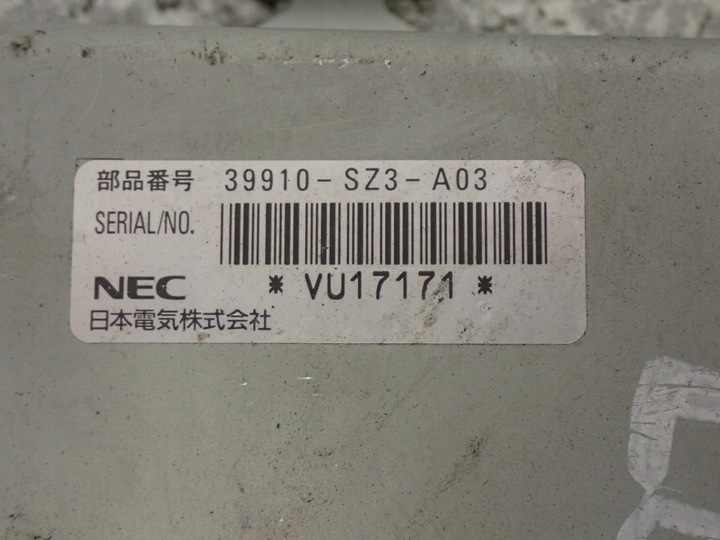 部品番号 39910-SZ3-A03
SERIAL/NO.
NEC *VU17171*
日本電気株式会社